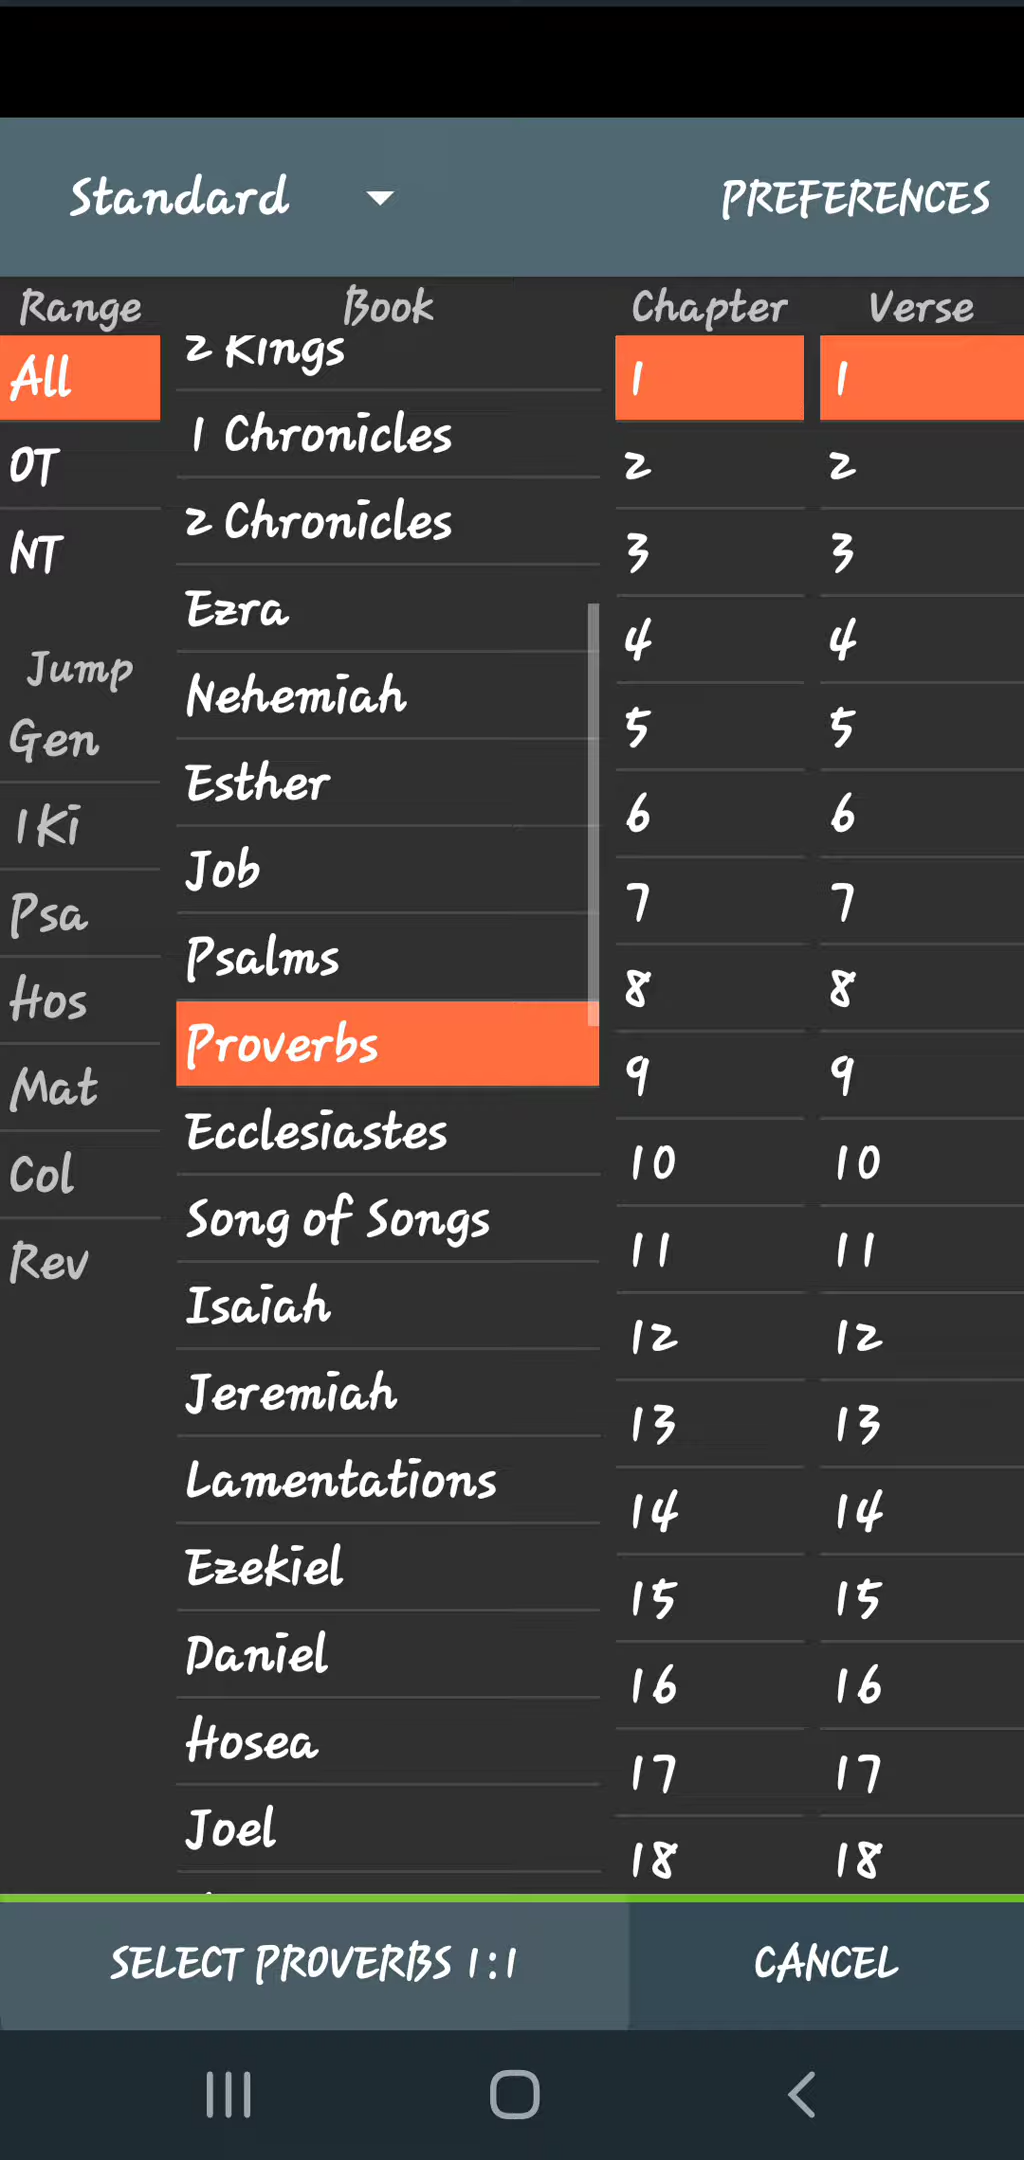 Standard
PREFERENCES
Range
Book
Chapter
Verse
All
OT
NT
Jump
Gen
1 Ki
Psa
Hos
Mat
Col
Rev
2 Kings
1 Chronicles
2 Chronicles
Ezra
Nehemiah
Esther
Job
Psalms
Proverbs
Ecclesiastes
Song of Songs
Isaiah
Jeremiah
Lamentations
Ezekiel
Daniel
Hosea
Joel
1
2
3
4
5
6
7
8
9
10
11
12
13
14
15
16
17
18
1
2
3
4
5
6
7
8
9
10
11
12
13
14
15
16
17
18
SELECT PROVERBS 1:1
CANCEL